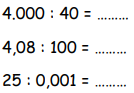 4.000 : 40 = .........
4,08 : 100 = .........
25 : 0,001 = .........